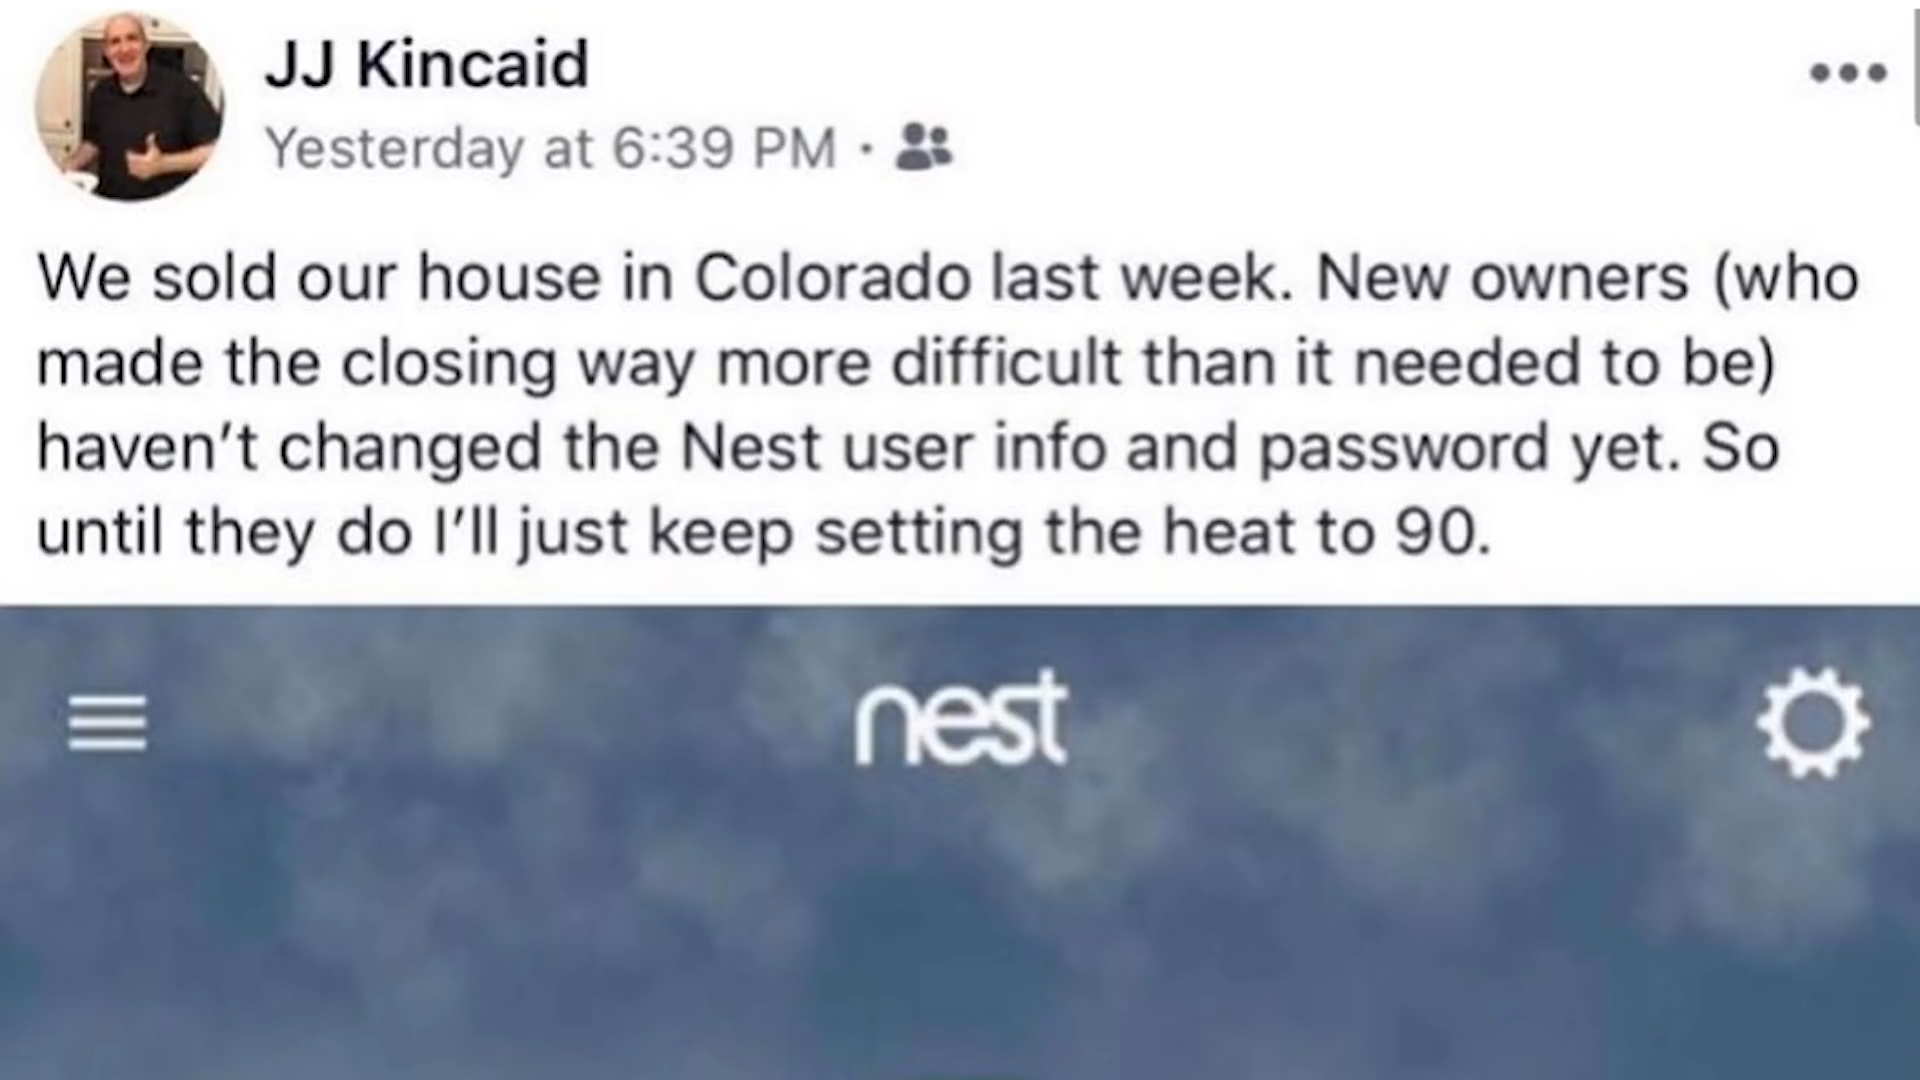 JJ Kincaid
Yesterday at 6:39 PM ·
We sold our house in Colorado last week. New owners (who
made the closing way more difficult than it needed to be)
haven’t changed the Nest user info and password yet. So
until they do I’ll just keep setting the heat to 90.
nest